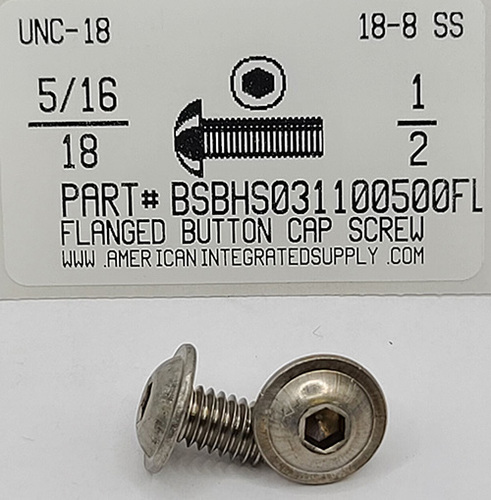 UNC-18 18-8 SS
5/16 1
18 2
PART# BSBHS031100500FL
FLANGED BUTTON CAP SCREW
WWW.AMERICANINTEGRATEDSUPPLY.COM